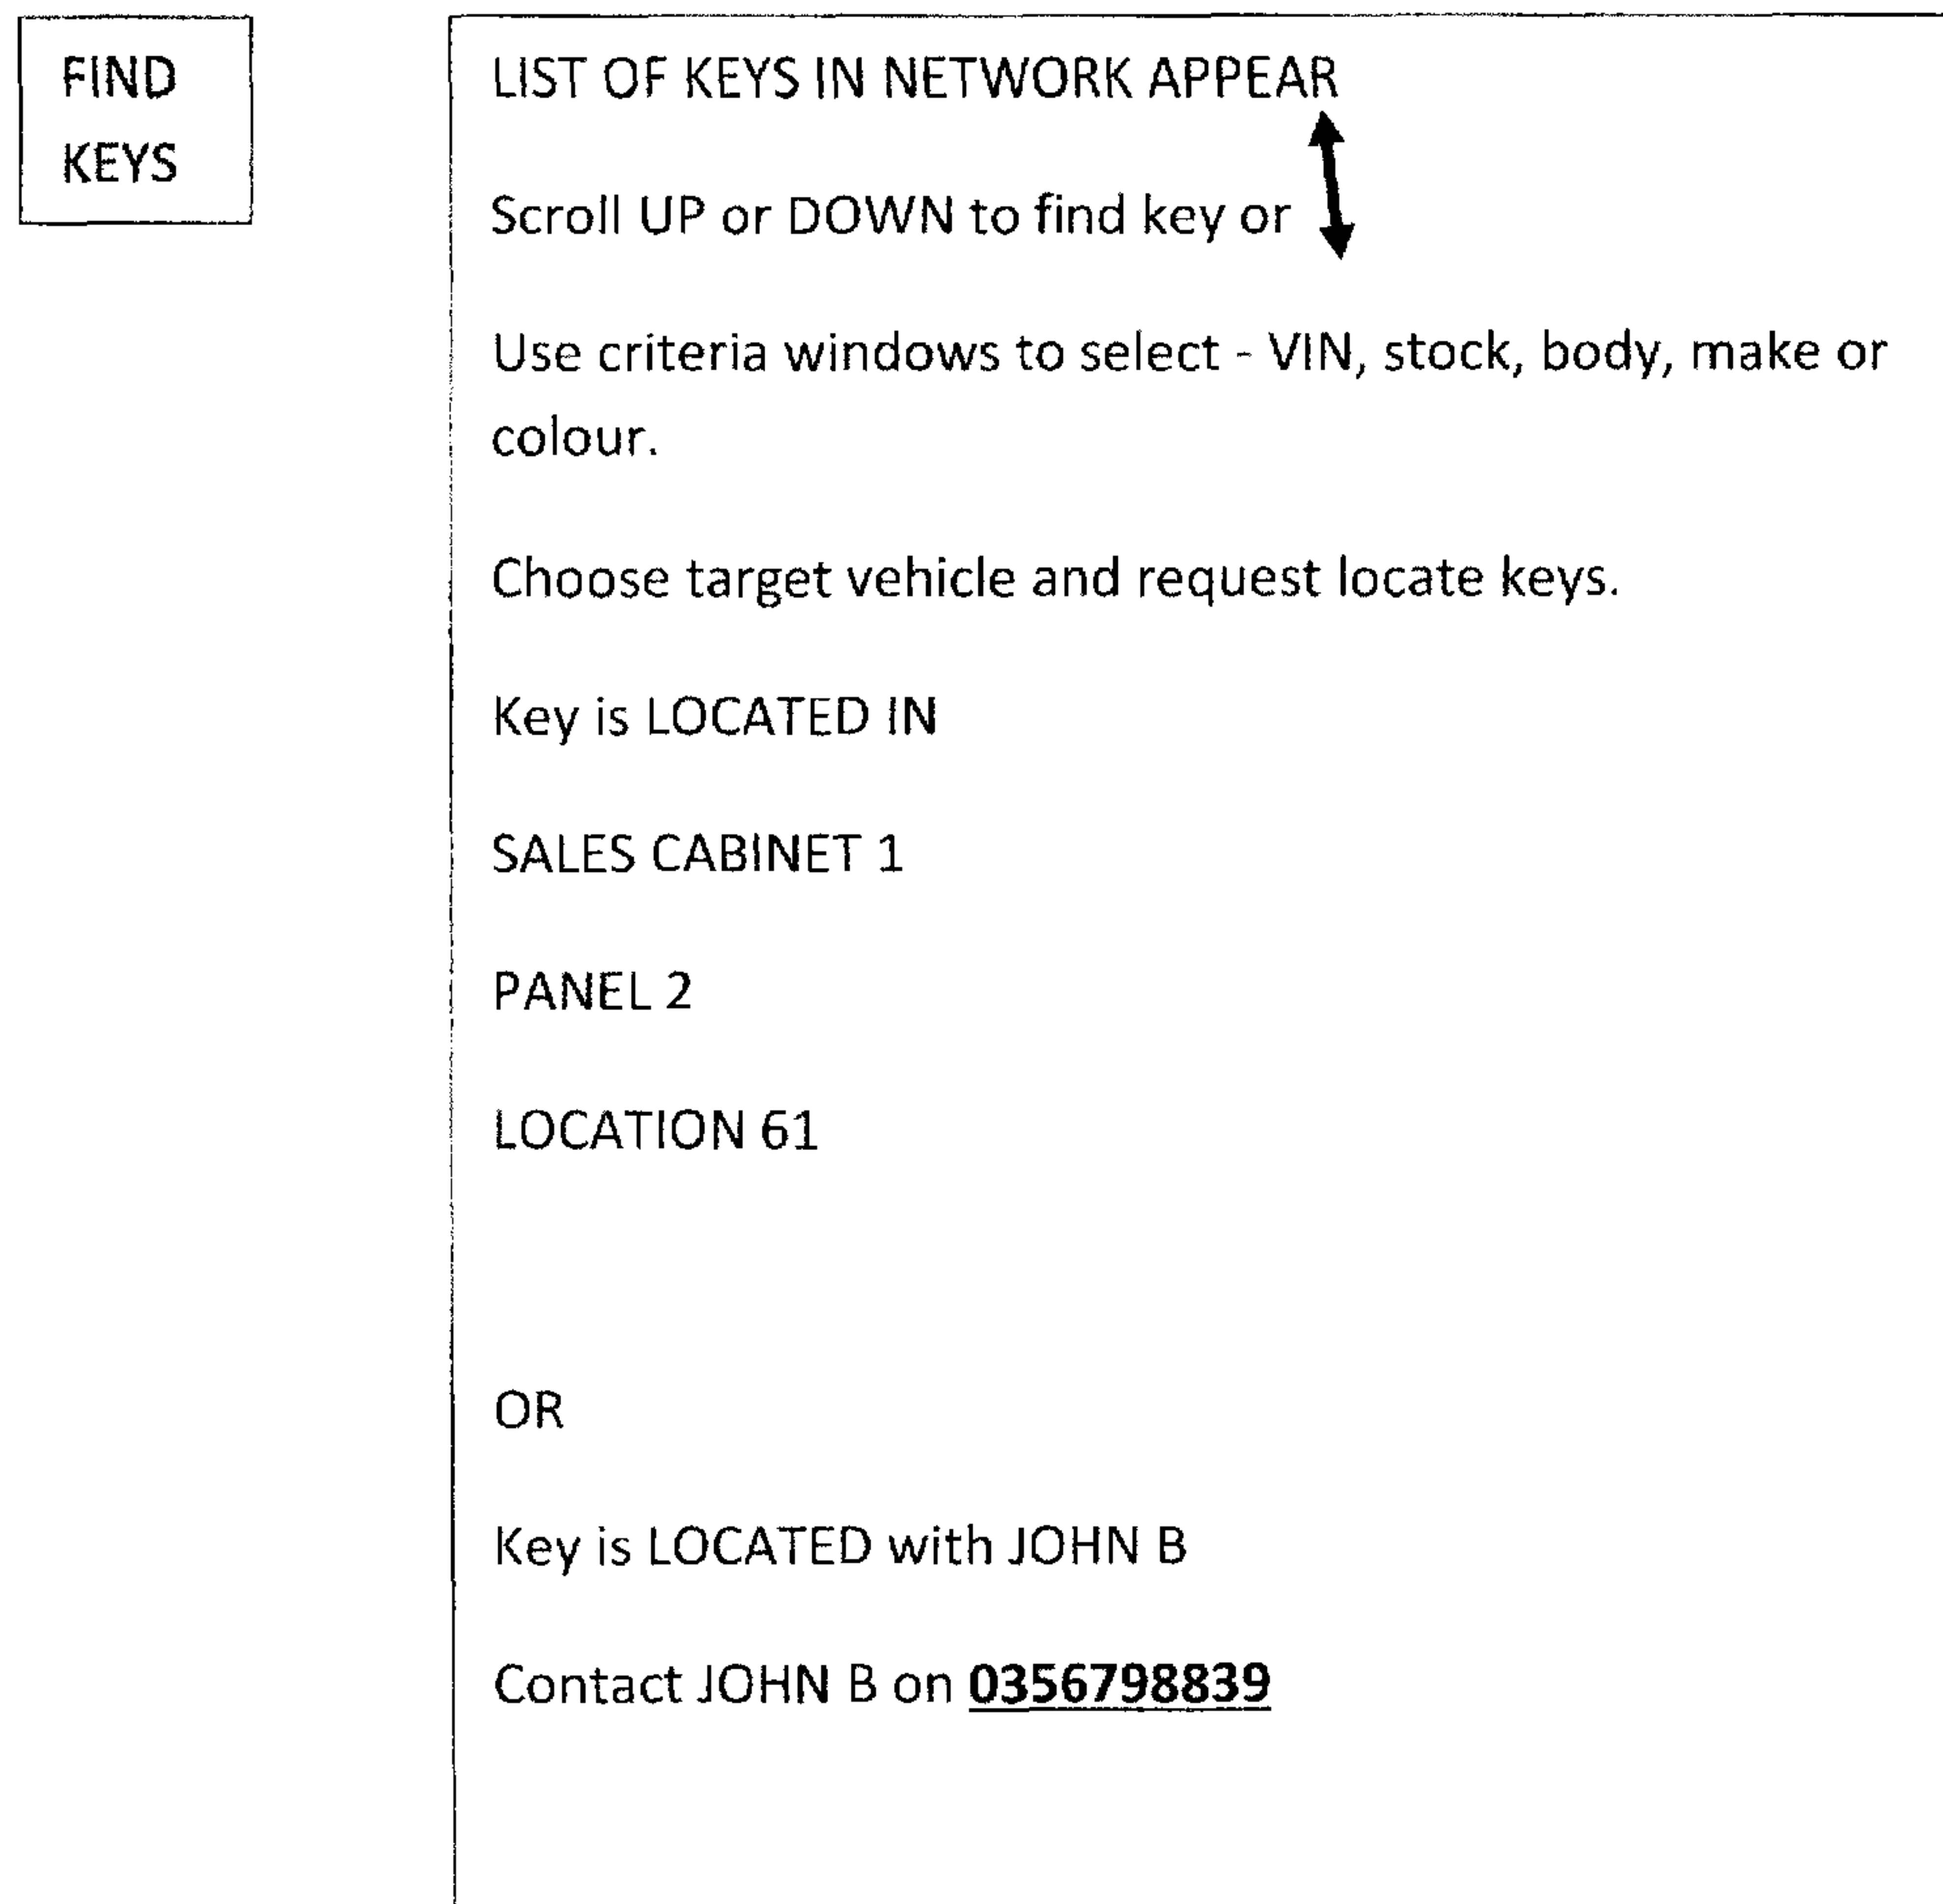 FIND
KEYS
LIST OF KEYS IN NETWORK APPEAR
Scroll UP or DOWN to find key or
Use criteria windows to select - VIN, stock, body, make or
colour.
Choose target vehicle and request locate keys.
Key is LOCATED IN
SALES CABINET 1
PANEL 2
LOCATION 61
OR
Key is LOCATED with JOHN B
Contact JOHN B on 0356798839